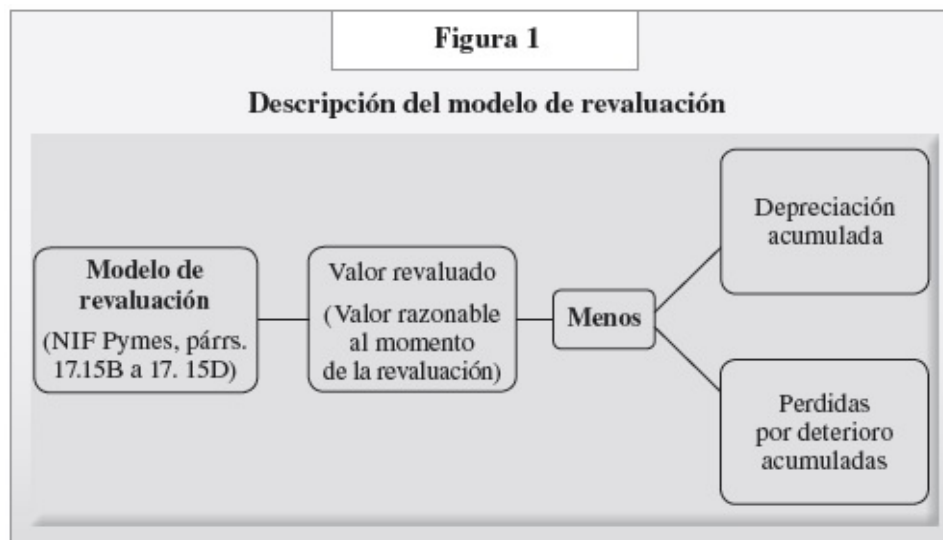 Figura 1
Descripción del modelo de revaluación
Modelo de
revaluación
(NIF Pymes, párrs.
17.15B a 17. 15D)
Valor revaluado
(Valor razonable
al momento
de la revaluación)
Menos
Depreciación
acumulada
Perdidas
por deterioro
acumuladas